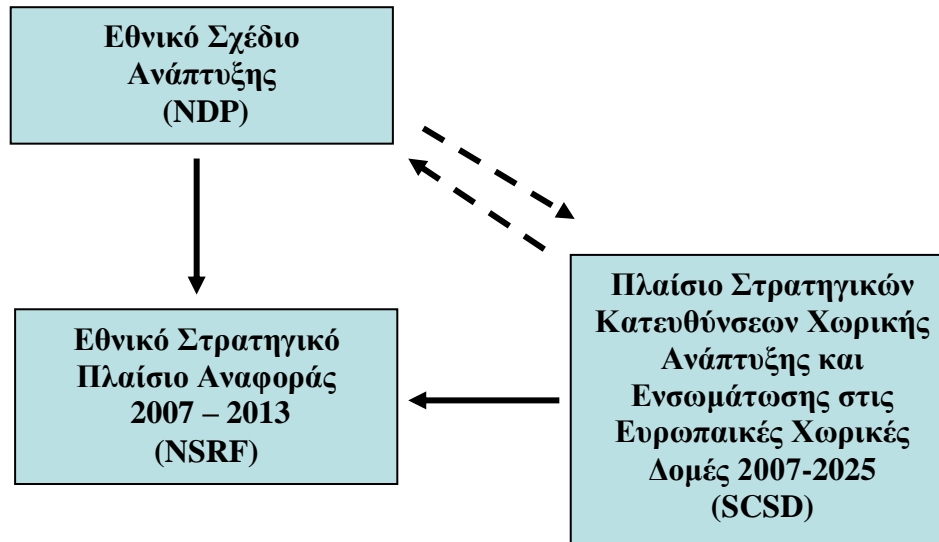 Εθνικό Σχέδιο
Ανάπτυξης
(NDP)
Εθνικό Στρατηγικό
Πλαίσιο Αναφοράς
2007 – 2013
(NSRF)
Πλαίσιο Στρατηγικών
Κατευθύνσεων Χωρικής
Ανάπτυξης και
Ενσωμάτωσης στις
Ευρωπαικές Χωρικές
Δομές 2007-2025
(SCSD)